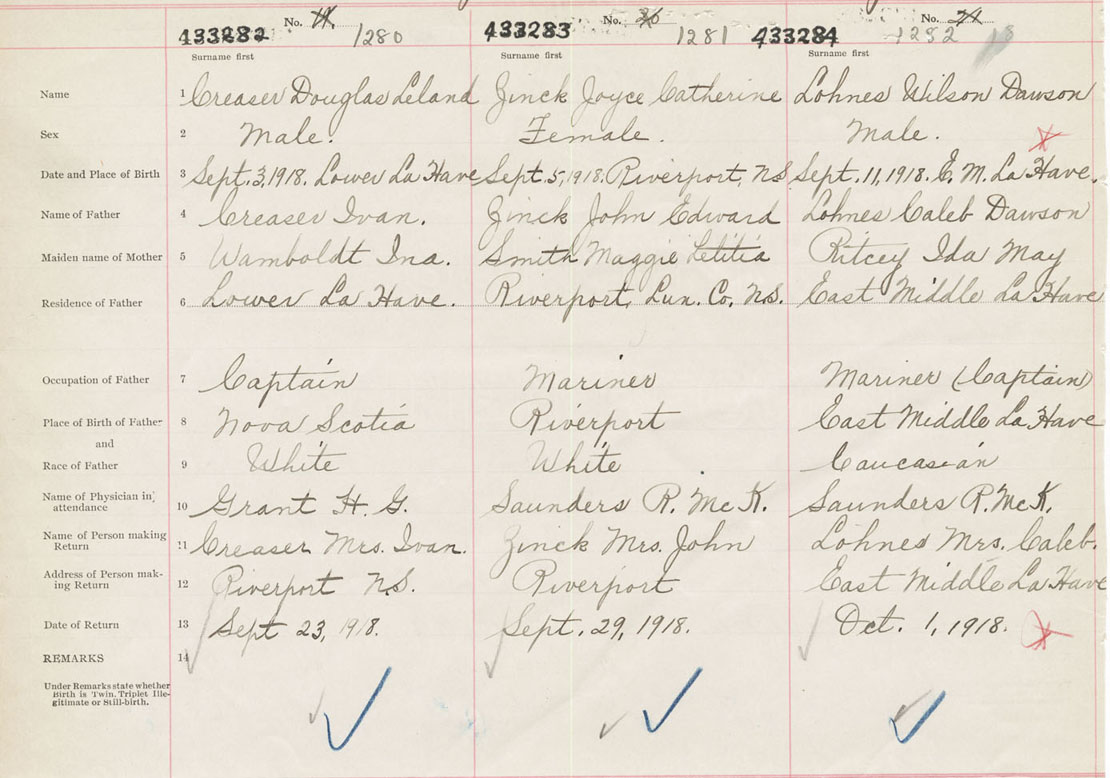 No. 433282 1280 No. 433283 1281 No. 433284 1282
Surname first Surname first Surname first
Name 1 Creaser Douglas Leland Zinck Joyce Catherine Lohnes Wilson Dawson
Sex 2 Male. Female. Male.
Date and Place of Birth 3 Sept. 3, 1918. Lower La Have Sept. 5, 1918. Riverport, N.S. Sept. 11, 1918. E. M. La Have.
Name of Father 4 Creaser Ivan. Zinck John Edward Lohnes Caleb Dawson
Maiden name of Mother 5 Wamboldt Ina. Smith Maggie Letitia Ritcey Ida May
Residence of Father 6 Lower La Have. Riverport, Lun. Co. N.S. East Middle La Have
Occupation of Father 7 Captain Mariner Mariner (Captain)
Place of Birth of Father 8 Nova Scotia Riverport East Middle La Have
and
Race of Father 9 White White Caucasian
Name of Physician in attendance 10 Grant H. G. Saunders R. McK. Saunders R. McK.
Name of Person making Return 11 Creaser Mrs. Ivan. Zinck Mrs. John Lohnes Mrs. Caleb.
Address of Person mak-
ing Return 12 Riverport N.S. Riverport East Middle La Have
Date of Return 13 Sept 23, 1918. Sept. 29, 1918. Oct. 1, 1918.
REMARKS 14
Under Remarks state whether
Birth is Twin, Triplet Ille-
gitimate or Still-birth.